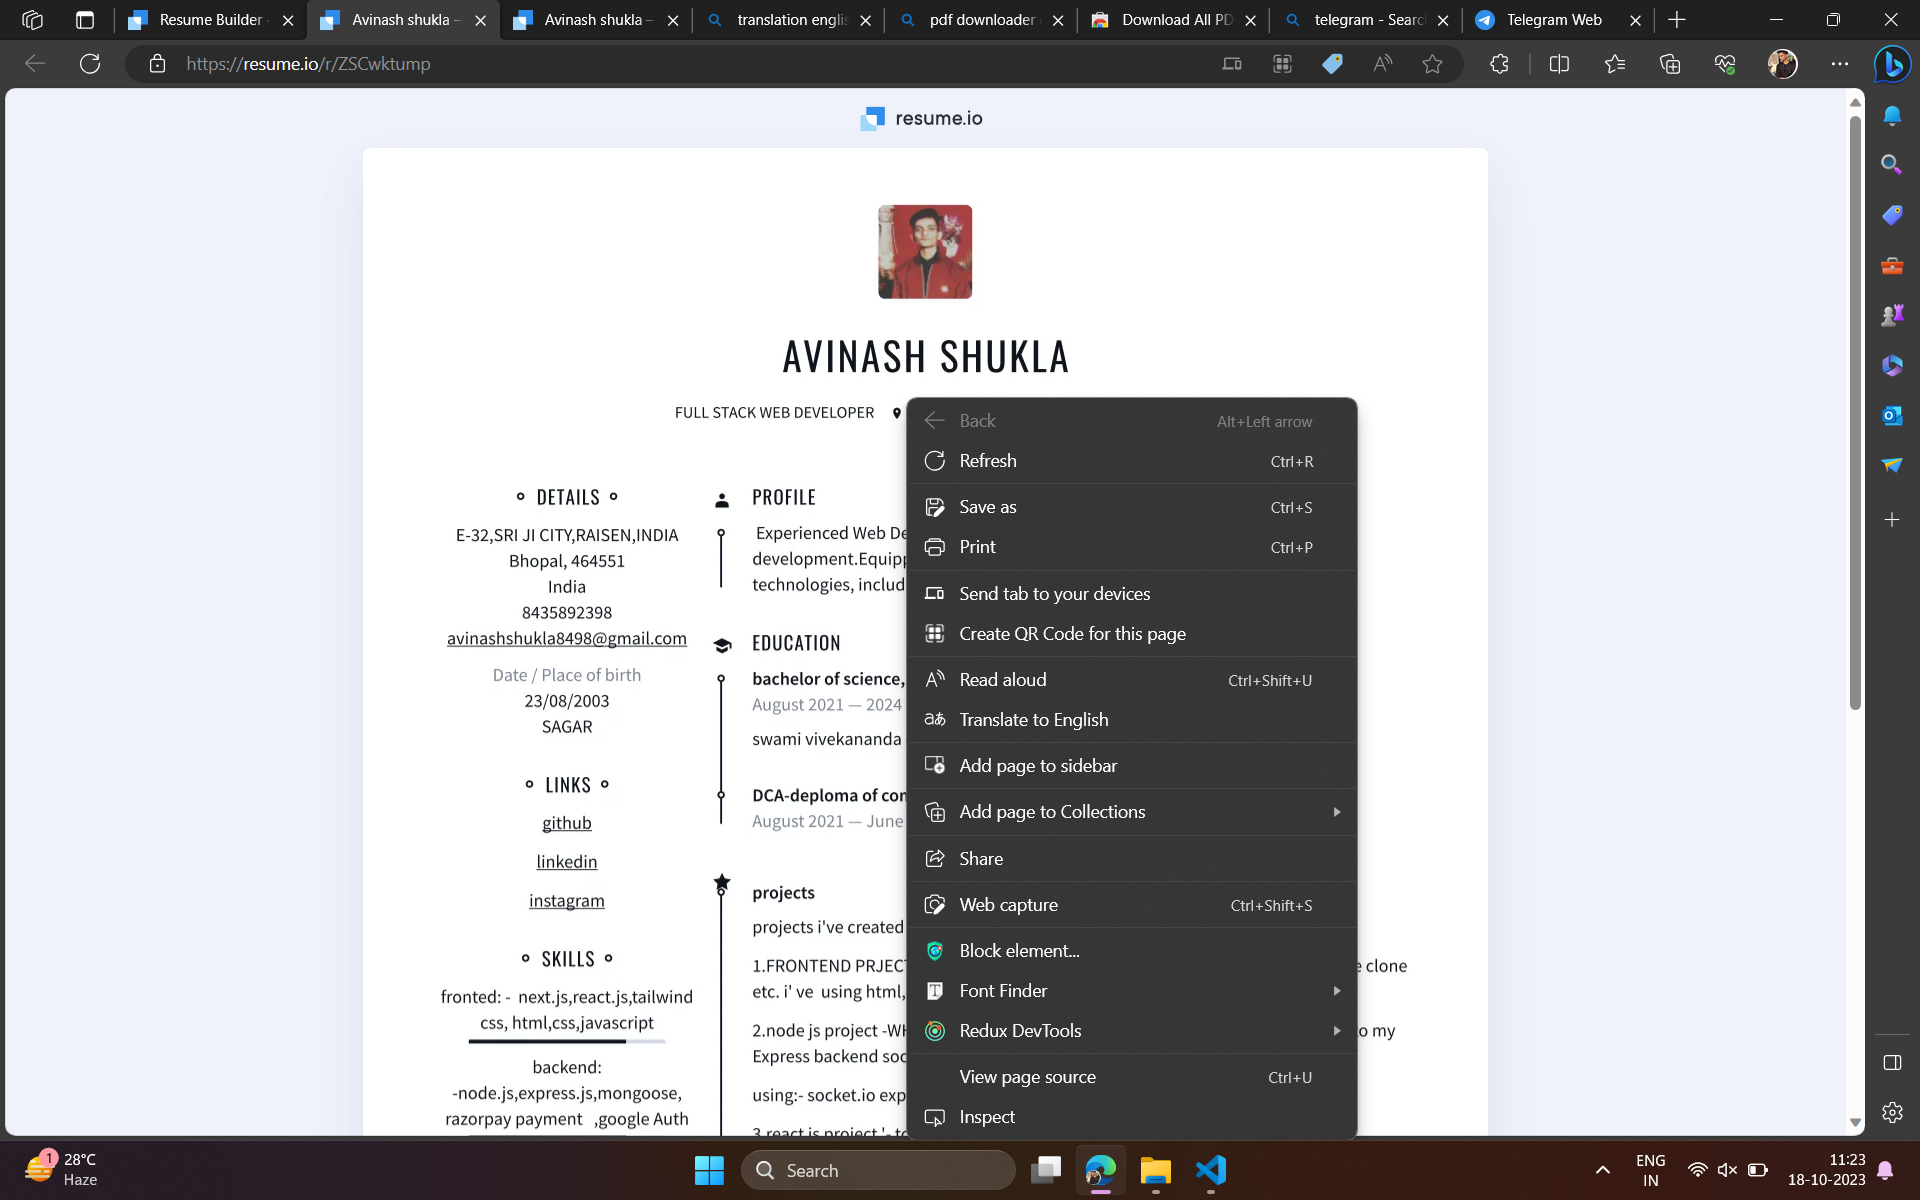 Resume Builder
Avinash shukla –
Avinash shukla –
translation englis
pdf downloader
Download All PD
telegram - Searc
Telegram Web
https://resume.io/r/ZSCwktump
resume.io
AVINASH SHUKLA
FULL STACK WEB DEVELOPER
DETAILS
E-32,SRI JI CITY,RAISEN,INDIA
Bhopal, 464551
India
8435892398
avinashshukla8498@gmail.com
Date / Place of birth
23/08/2003
SAGAR
LINKS
github
linkedin
instagram
SKILLS
fronted: - next.js,react.js,tailwind
css, html,css,javascript
backend:
-node.js,express.js,mongoose,
razorpay payment ,google Auth
PROFILE
Experienced Web De
development.Equipp
technologies, includ
EDUCATION
bachelor of science,
August 2021 — 2024
swami vivekananda
DCA-deploma of con
August 2021 — June
projects
projects i've created
1.FRONTEND PRJECT
e clone
etc. i' ve using html,
2.node js project -WH
o my
Express backend soc
using:- socket.io exp
3.react js project '- to
Back Alt+Left arrow
Refresh Ctrl+R
Save as Ctrl+S
Print Ctrl+P
Send tab to your devices
Create QR Code for this page
Read aloud Ctrl+Shift+U
Translate to English
Add page to sidebar
Add page to Collections
Share
Web capture Ctrl+Shift+S
Block element...
Font Finder
Redux DevTools
View page source Ctrl+U
Inspect
1
28°C
Haze
Search
ENG
IN
11:23
18-10-2023